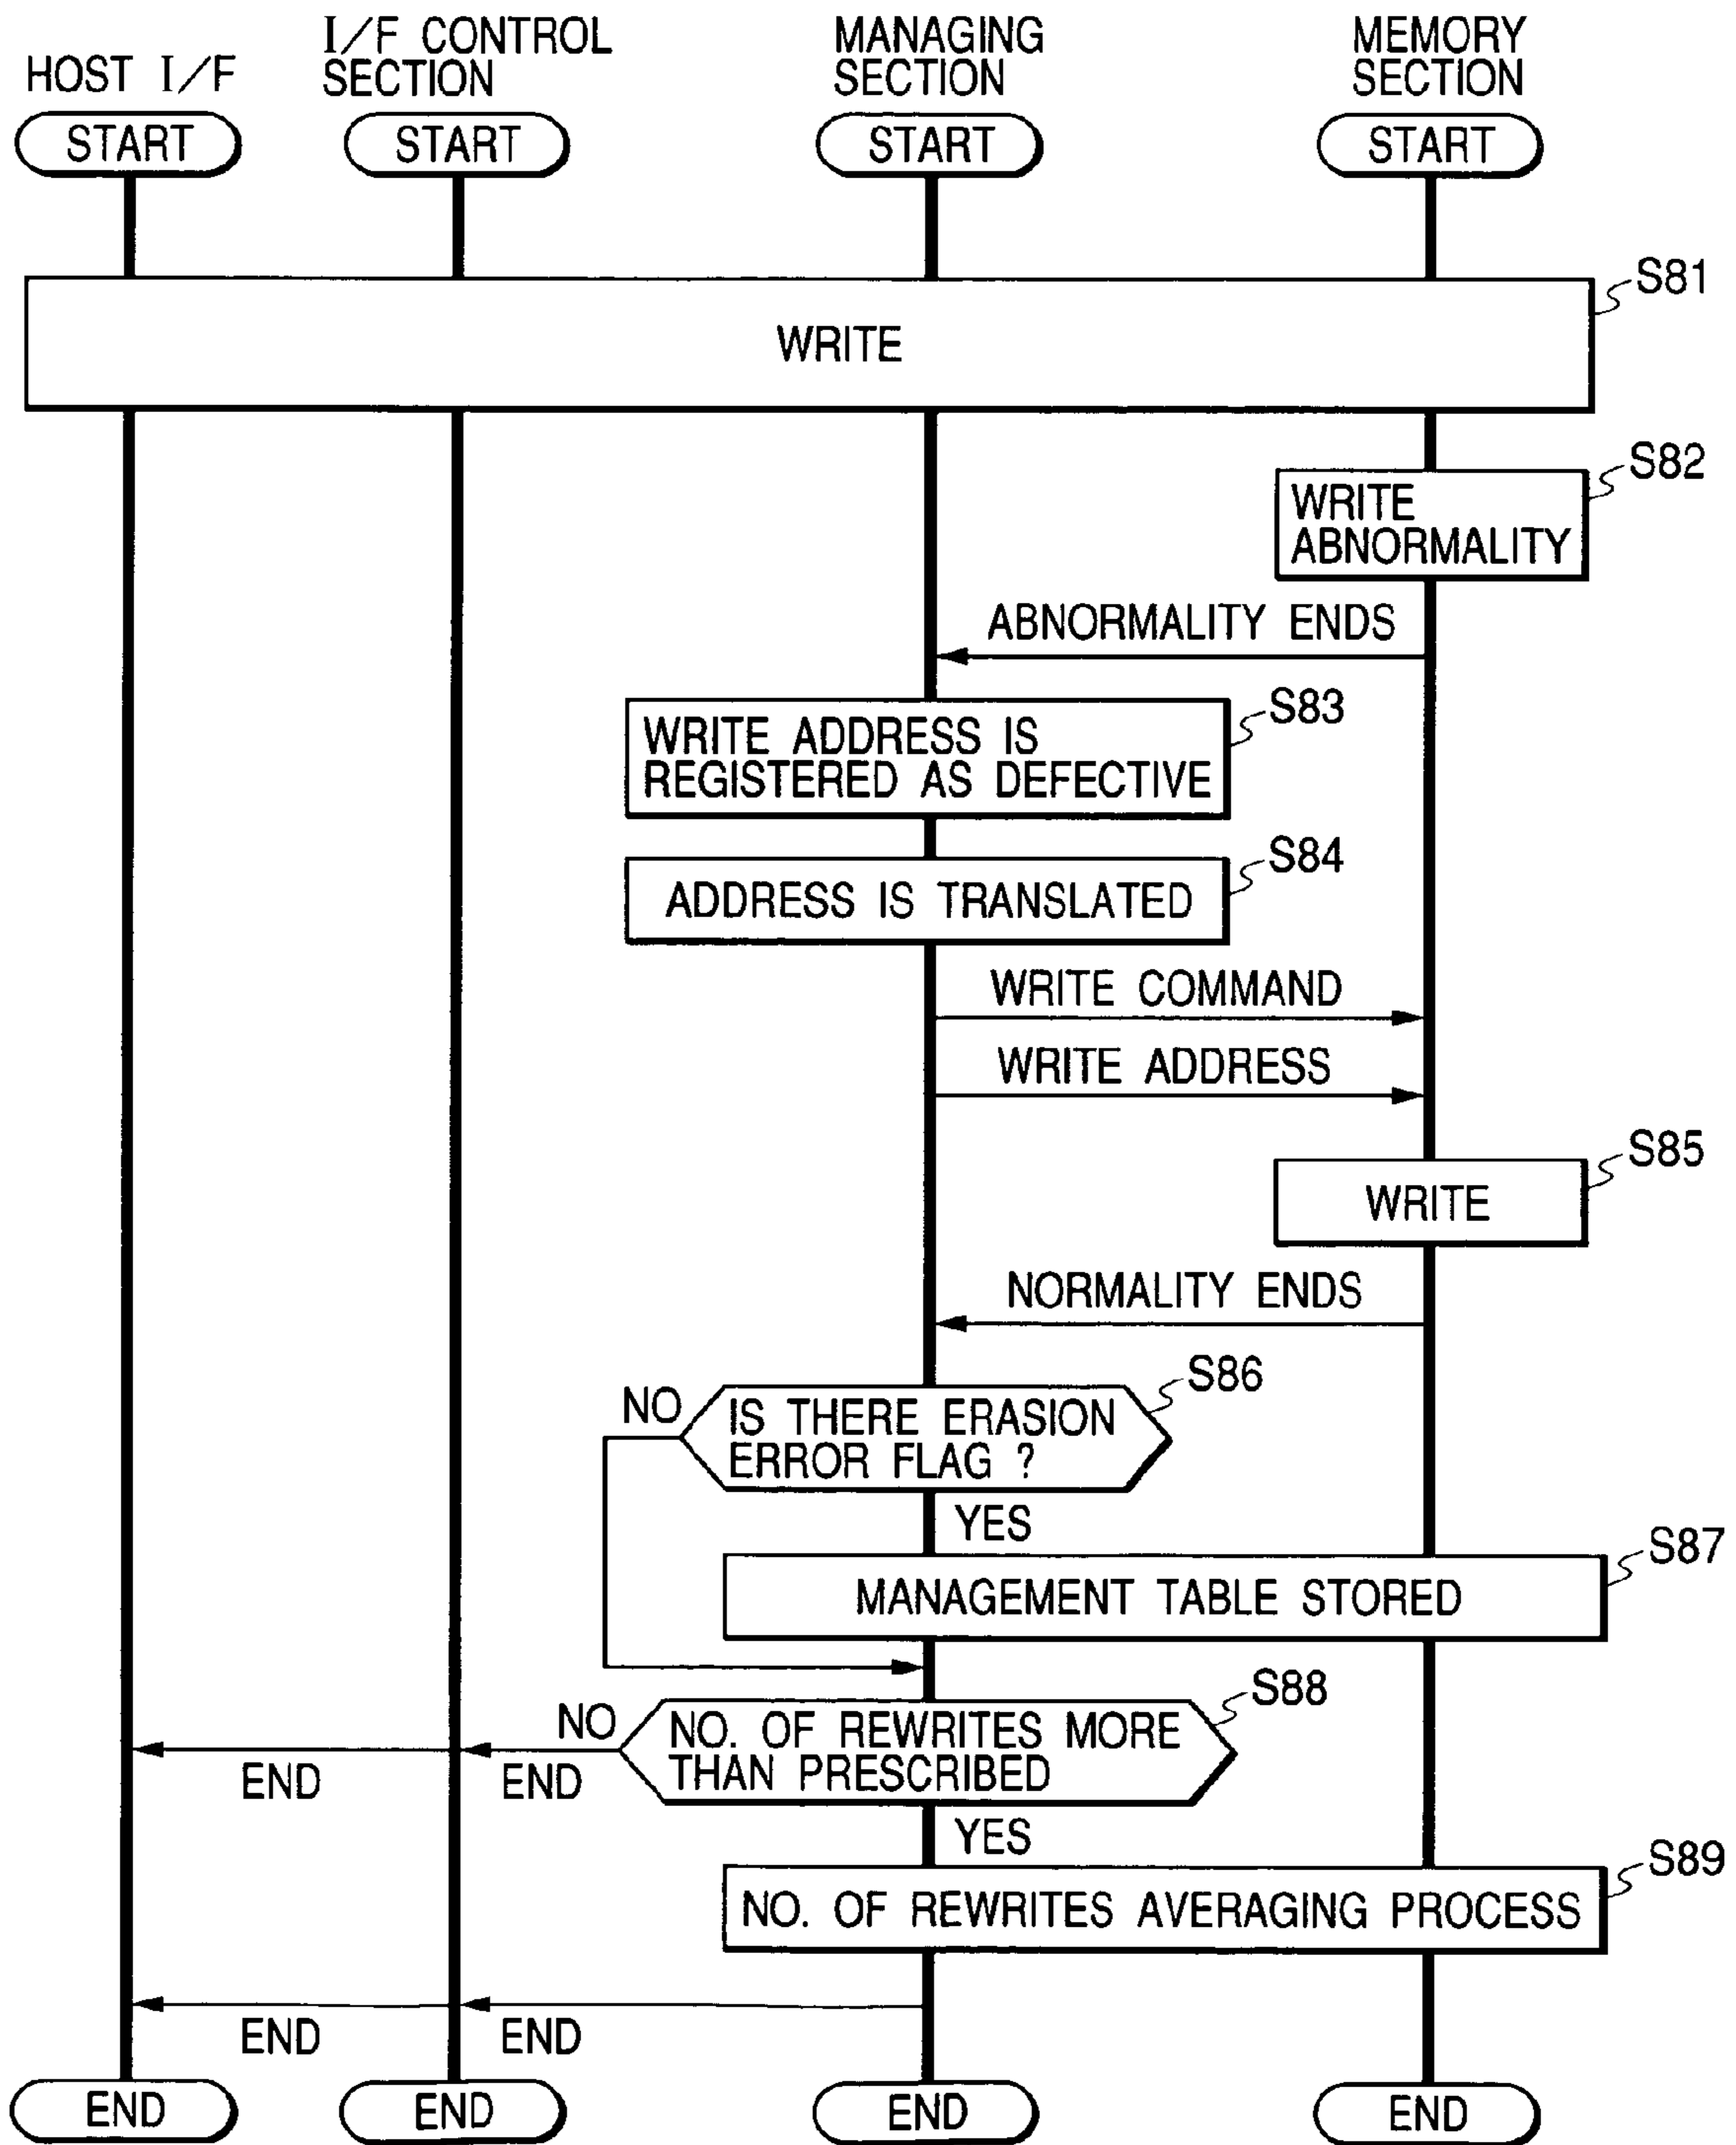 HOST I/F
I/F CONTROL
SECTION
MANAGING
SECTION
MEMORY
SECTION
START
START
START
START
S81
WRITE
S82
WRITE
ABNORMALITY
ABNORMALITY ENDS
S83
WRITE ADDRESS IS
REGISTERED AS DEFECTIVE
S84
ADDRESS IS TRANSLATED
WRITE COMMAND
WRITE ADDRESS
S85
WRITE
NORMALITY ENDS
S86
NO
IS THERE ERASION
ERROR FLAG ?
YES
S87
MANAGEMENT TABLE STORED
S88
NO
NO. OF REWRITES MORE
THAN PRESCRIBED
END
END
YES
S89
NO. OF REWRITES AVERAGING PROCESS
END
END
END
END
END
END